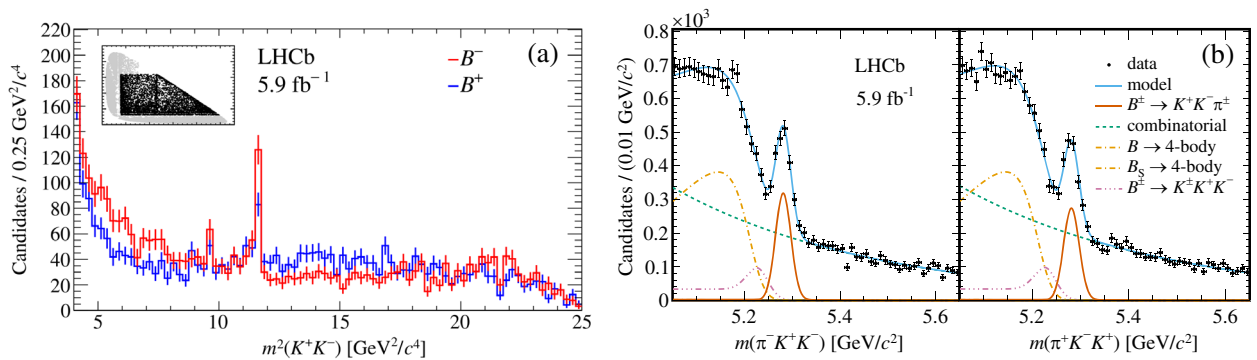 220
200
180
160
140
120
100
80
60
40
20
0
Candidates / 0.25 GeV²/c⁴
LHCb
5.9 fb⁻¹
(a)
B⁻
B⁺
5 10 15 20 25
m²(K⁺K⁻) [GeV²/c⁴]
×10³
0.8
0.7
0.6
0.5
0.4
0.3
0.2
0.1
0
Candidates / (0.01 GeV/c²)
LHCb
5.9 fb⁻¹
(b)
data
model
B± → K⁺K⁻π±
combinatorial
B → 4-body
B_S → 4-body
B± → K±K⁺K⁻
5.2 5.4 5.6
5.2 5.4 5.6
m(π⁻K⁺K⁻) [GeV/c²]
m(π⁺K⁻K⁺) [GeV/c²]